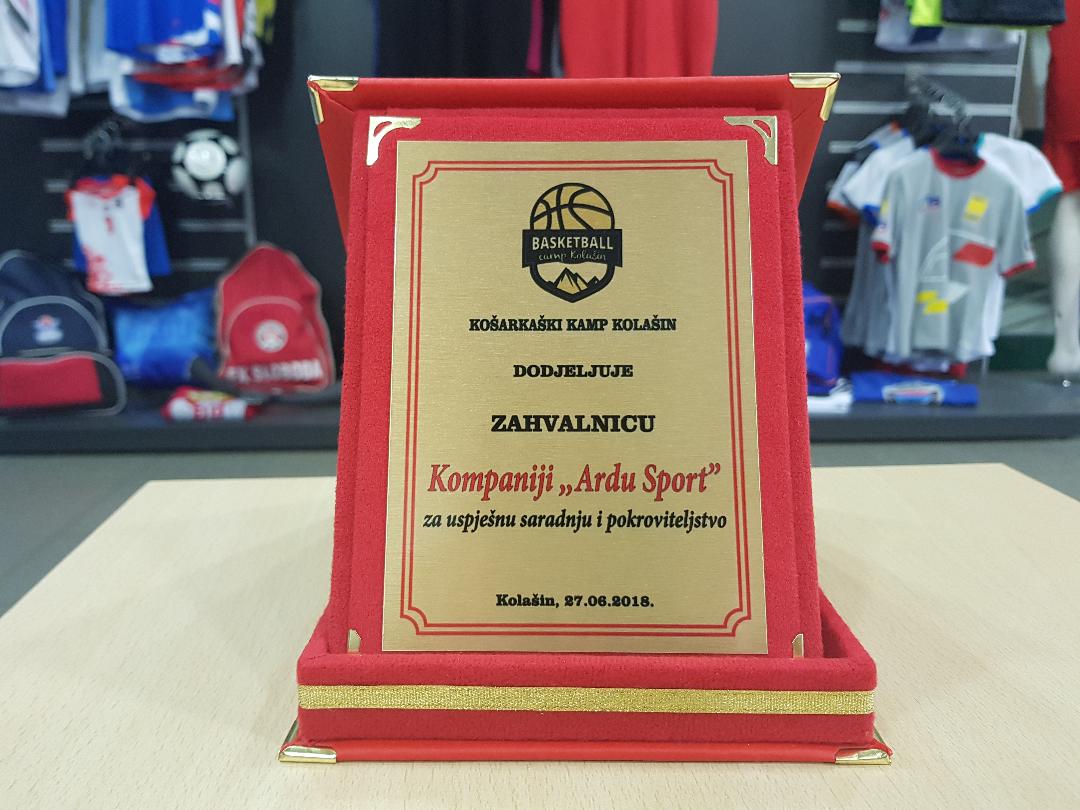 BASKETBALL
camp Kolašin
KOŠARKAŠKI KAMP KOLAŠIN
DODJELJUJE
ZAHVALNICU
Kompaniji „Ardu Sport”
za uspješnu saradnju i pokroviteljstvo
Kolašin, 27.06.2018.
SLOBODA